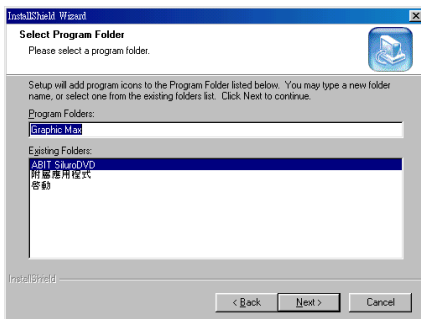 InstallShield Wizard
Select Program Folder
Please select a program folder.
Setup will add program icons to the Program Folder listed below. You may type a new folder
name, or select one from the existing folders list. Click Next to continue.
Program Folders:
Graphic Max
Existing Folders:
ABIT SiluroDVD
附屬應用程式
啓動
InstallShield
< Back
Next >
Cancel